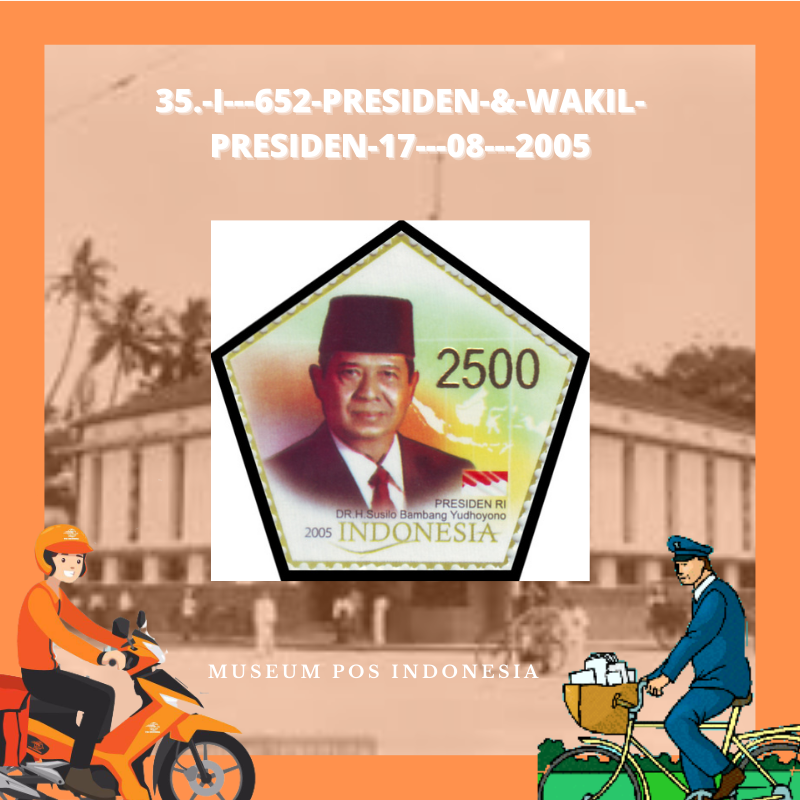 35.-I---652-PRESIDEN-&-WAKIL-
PRESIDEN-17---08---2005
2500
PRESIDEN RI
DR.H.Susilo Bambang Yudhoyono
2005 INDONESIA
MUSEUM POS INDONESIA